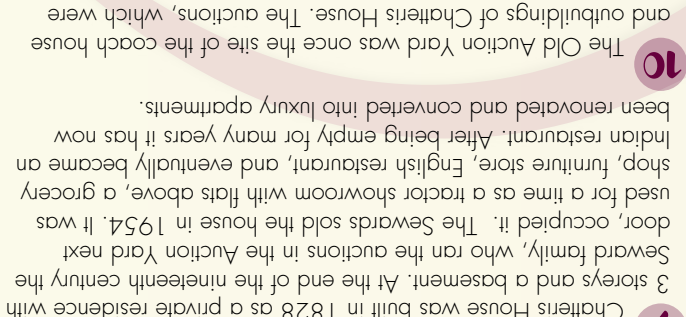 Chatteris House was built in 1828 as a private residence with
3 storeys and a basement. At the end of the nineteenth century the
Seward family, who ran the auctions in the Auction Yard next
door, occupied it. The Sewards sold the house in 1954. It was
used for a time as a tractor showroom with flats above, a grocery
shop, furniture store, English restaurant, and eventually became an
Indian restaurant. After being empty for many years it has now
been renovated and converted into luxury apartments.
10
The Old Auction Yard was once the site of the coach house
and outbuildings of Chatteris House. The auctions, which were